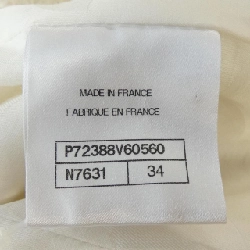 MADE IN FRANCE
FABRIQUE EN FRANCE
P72388V60560
N7631 34